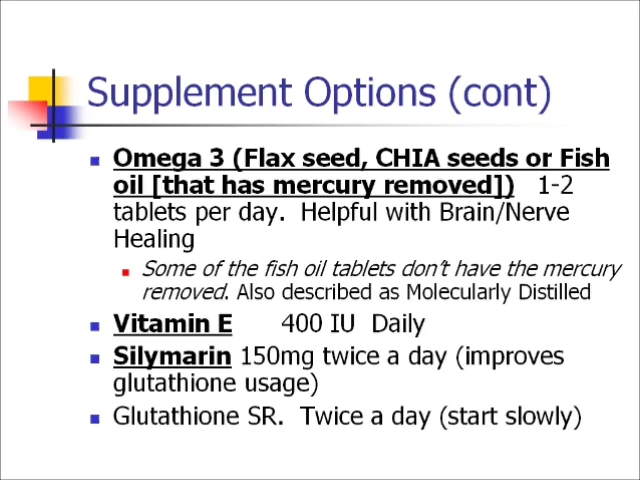 Supplement Options (cont)
Omega 3 (Flax seed, CHIA seeds or Fish
oil [that has mercury removed]) 1-2
tablets per day. Helpful with Brain/Nerve
Healing
Some of the fish oil tablets don't have the mercury
removed. Also described as Molecularly Distilled
Vitamin E 400 IU Daily
Silymarin 150mg twice a day (improves
glutathione usage)
Glutathione SR. Twice a day (start slowly)